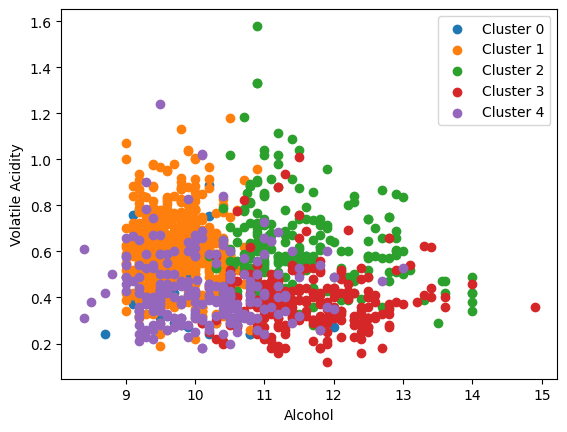 1.6
1.4
1.2
1.0
0.8
0.6
0.4
0.2
Volatile Acidity
9 10 11 12 13 14 15
Alcohol
Cluster 0
Cluster 1
Cluster 2
Cluster 3
Cluster 4